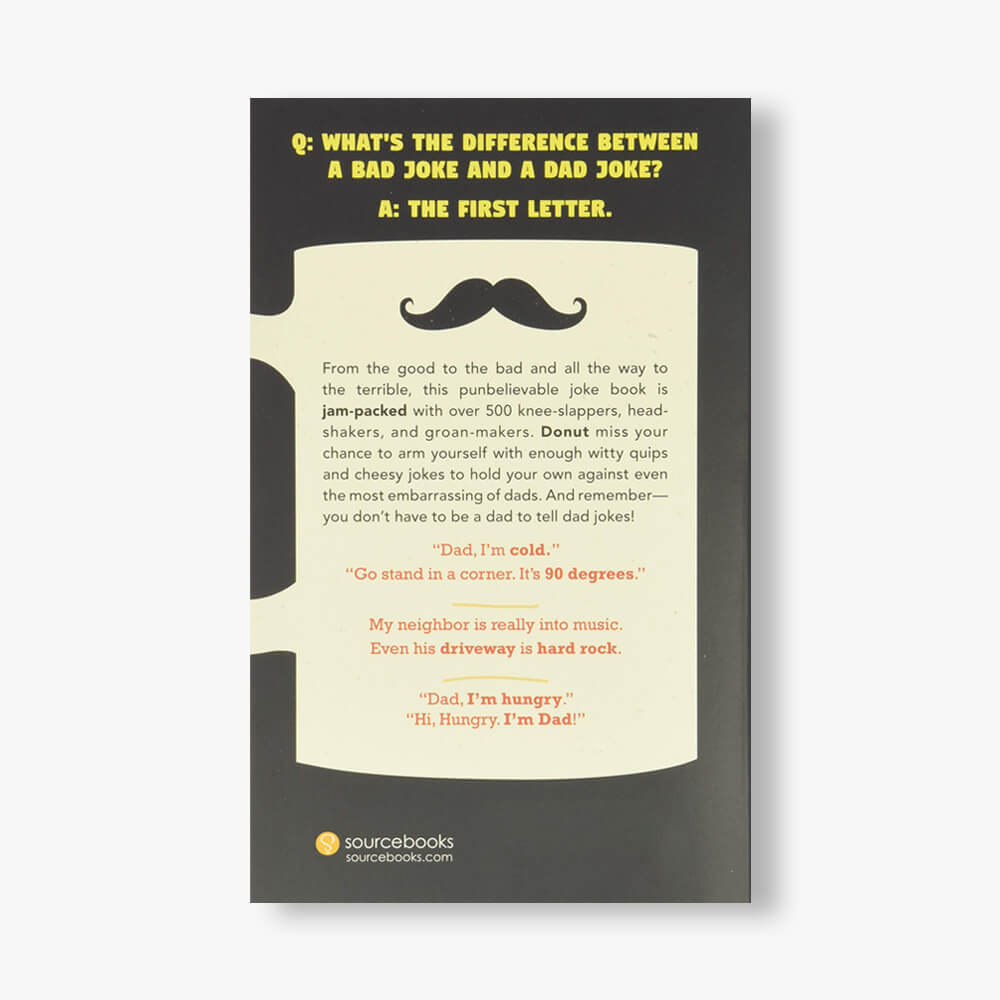 Q: WHAT'S THE DIFFERENCE BETWEEN
A BAD JOKE AND A DAD JOKE?
A: THE FIRST LETTER.
From the good to the bad and all the way to
the terrible, this punbelievable joke book is
jam-packed with over 500 knee-slappers, head-
shakers, and groan-makers. Donut miss your
chance to arm yourself with enough witty quips
and cheesy jokes to hold your own against even
the most embarrassing of dads. And remember—
you don’t have to be a dad to tell dad jokes!
“Dad, I’m cold.”
“Go stand in a corner. It’s 90 degrees.”
My neighbor is really into music.
Even his driveway is hard rock.
“Dad, I’m hungry.”
“Hi, Hungry. I’m Dad!”
sourcebooks
sourcebooks.com